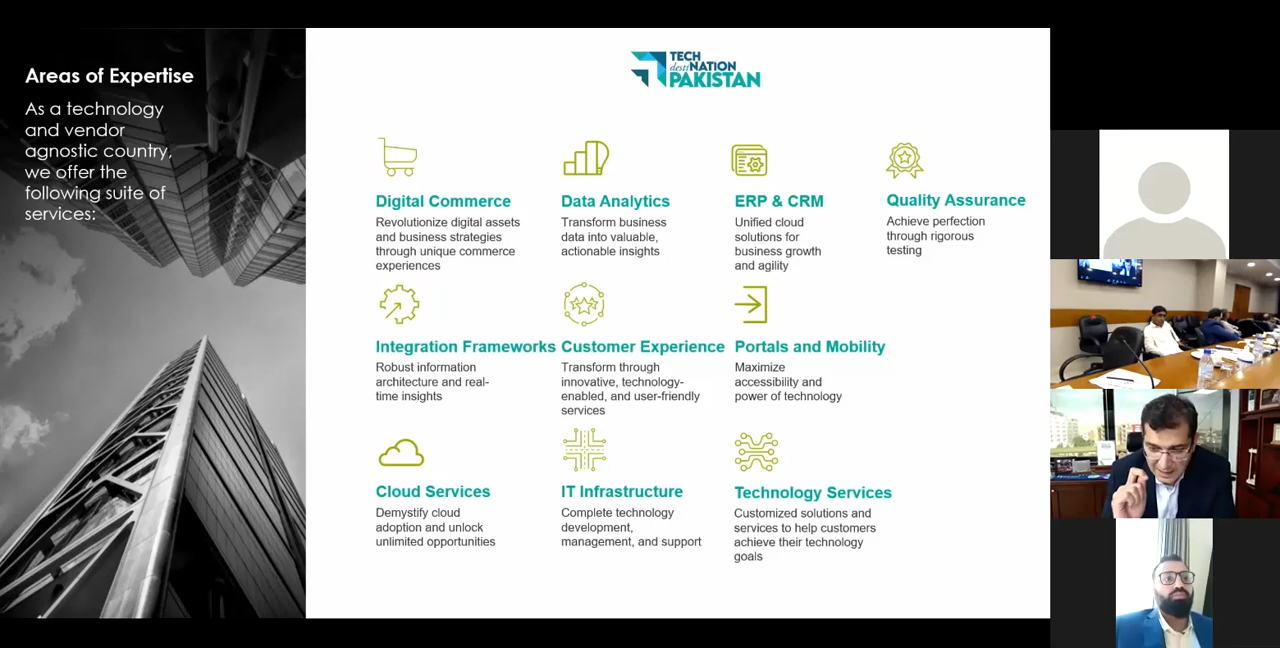 Areas of Expertise
As a technology
and vendor
agnostic country,
we offer the
following suite of
services:
TECH
destiNATION
PAKISTAN
Digital Commerce
Revolutionize digital assets
and business strategies
through unique commerce
experiences
Data Analytics
Transform business
data into valuable,
actionable insights
ERP & CRM
Unified cloud
solutions for
business growth
and agility
Quality Assurance
Achieve perfection
through rigorous
testing
Integration Frameworks
Robust information
architecture and real-
time insights
Customer Experience
Transform through
innovative, technology-
enabled, and user-friendly
services
Portals and Mobility
Maximize
accessibility and
power of technology
Cloud Services
Demystify cloud
adoption and unlock
unlimited opportunities
IT Infrastructure
Complete technology
development,
management, and support
Technology Services
Customized solutions and
services to help customers
achieve their technology
goals